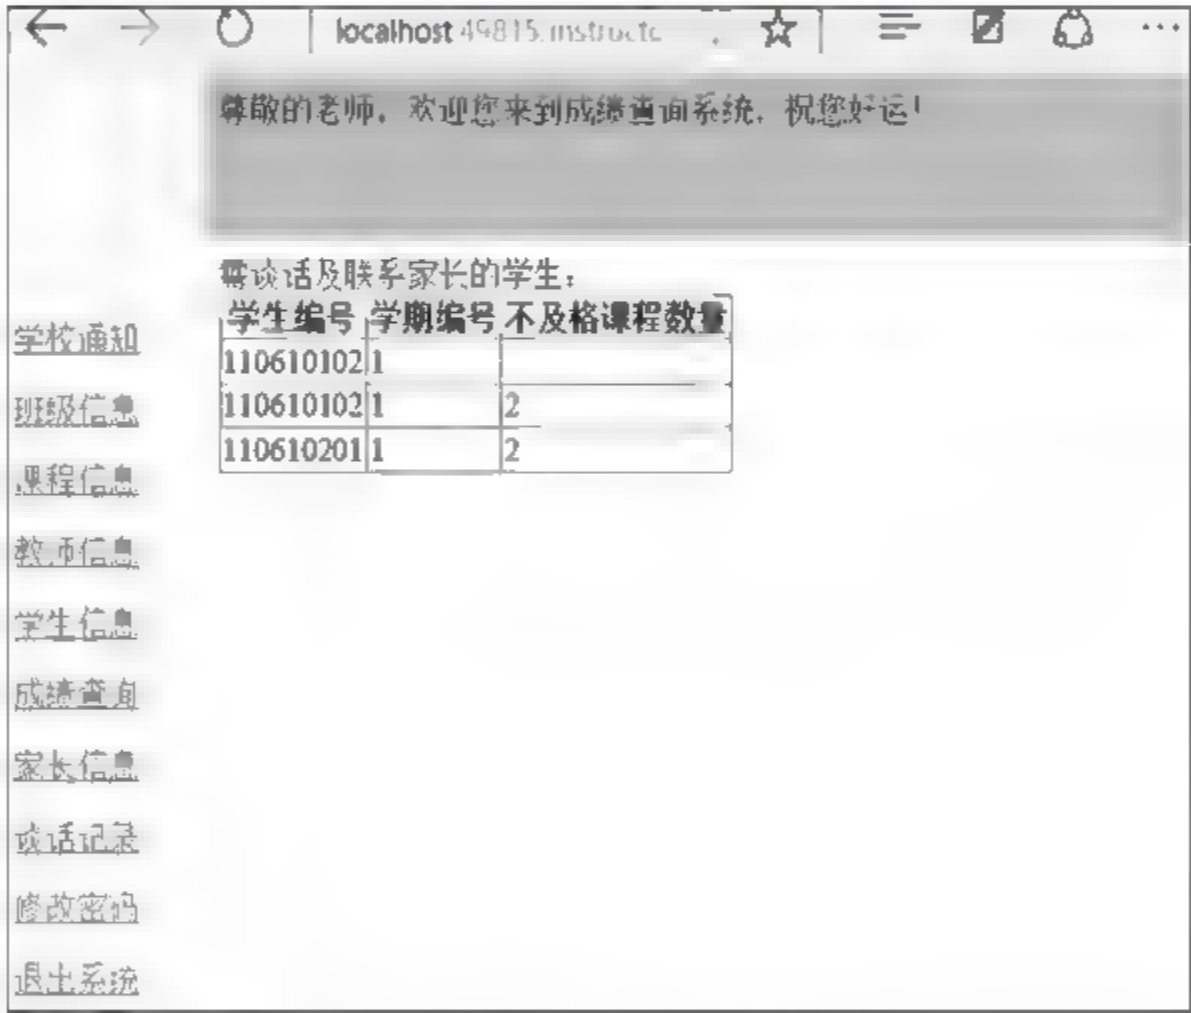 localhost:49815/instructo
尊敬的老师，欢迎您来到成绩查询系统，祝您好运！
需谈话及联系家长的学生：
学生编号 学期编号 不及格课程数量
110610102 1
110610102 1 2
110610201 1 2
学校通知
班级信息
课程信息
教师信息
学生信息
成绩查询
家长信息
谈话记录
修改密码
退出系统